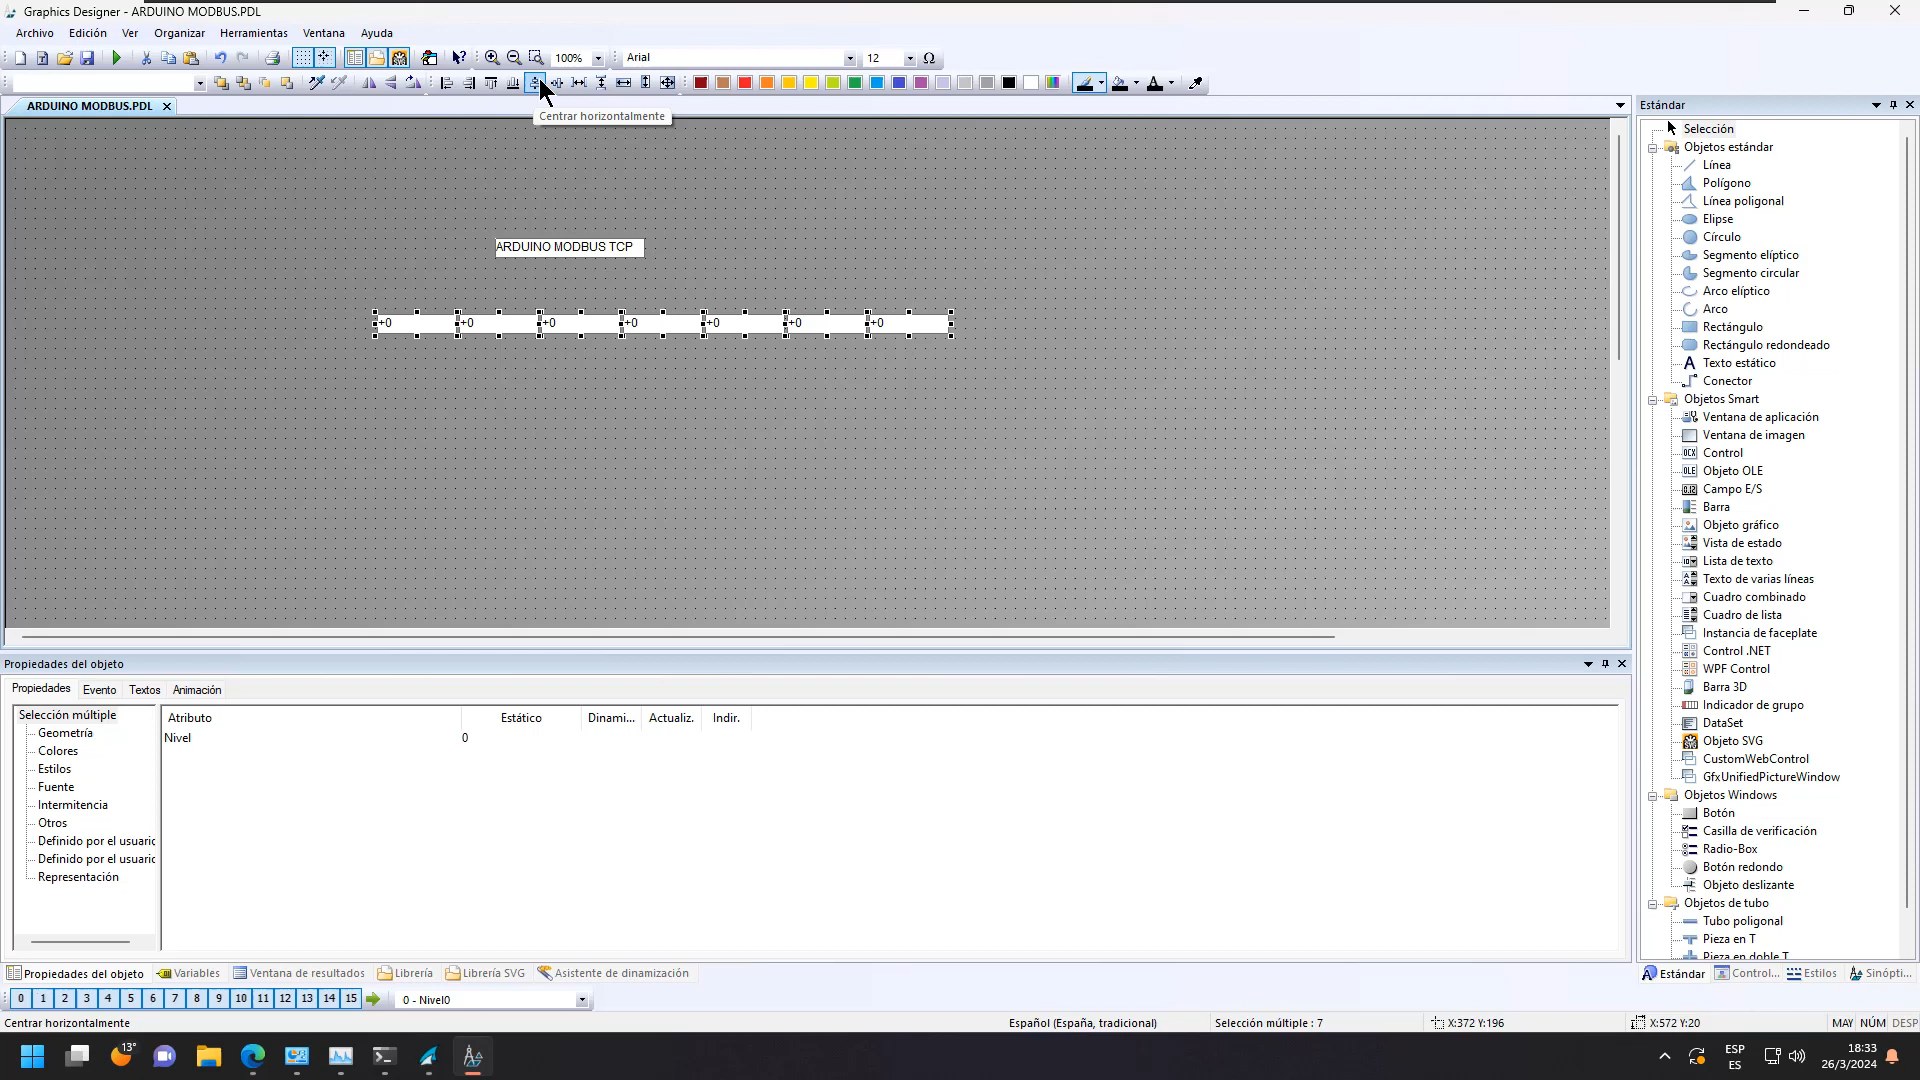 Graphics Designer - ARDUINO MODBUS.PDL
Archivo Edición Ver Organizar Herramientas Ventana Ayuda
100% Arial 12 Ω
ARDUINO MODBUS.PDL
Centrar horizontalmente
ARDUINO MODBUS TCP
+0 +0 +0 +0 +0 +0 +0
Estándar
Selección
Objetos estándar
Línea
Polígono
Línea poligonal
Elipse
Círculo
Segmento elíptico
Segmento circular
Arco elíptico
Arco
Rectángulo
Rectángulo redondeado
Texto estático
Conector
Objetos Smart
Ventana de aplicación
Ventana de imagen
Control
Objeto OLE
Campo E/S
Barra
Objeto gráfico
Vista de estado
Lista de texto
Texto de varias líneas
Cuadro combinado
Cuadro de lista
Instancia de faceplate
Control .NET
WPF Control
Barra 3D
Indicador de grupo
DataSet
Objeto SVG
CustomWebControl
GfxUnifiedPictureWindow
Objetos Windows
Botón
Casilla de verificación
Radio-Box
Botón redondo
Objeto deslizante
Objetos de tubo
Tubo poligonal
Pieza en T
Pieza en doble T
Estándar Control... Estilos Sinópti...
Propiedades del objeto
Propiedades Evento Textos Animación
Selección múltiple
Geometría
Colores
Estilos
Fuente
Intermitencia
Otros
Definido por el usuaric
Definido por el usuaric
Representación
Atributo Estático Dinami... Actualiz. Indir.
Nivel 0
Propiedades del objeto Variables Ventana de resultados Librería Librería SVG Asistente de dinamización
0 1 2 3 4 5 6 7 8 9 10 11 12 13 14 15 0 - Nivel0
Centrar horizontalmente Español (España, tradicional) Selección múltiple : 7 X:372 Y:196 X:572 Y:20 MAY NÚM DESP
13°
ESP
ES
18:33
26/3/2024